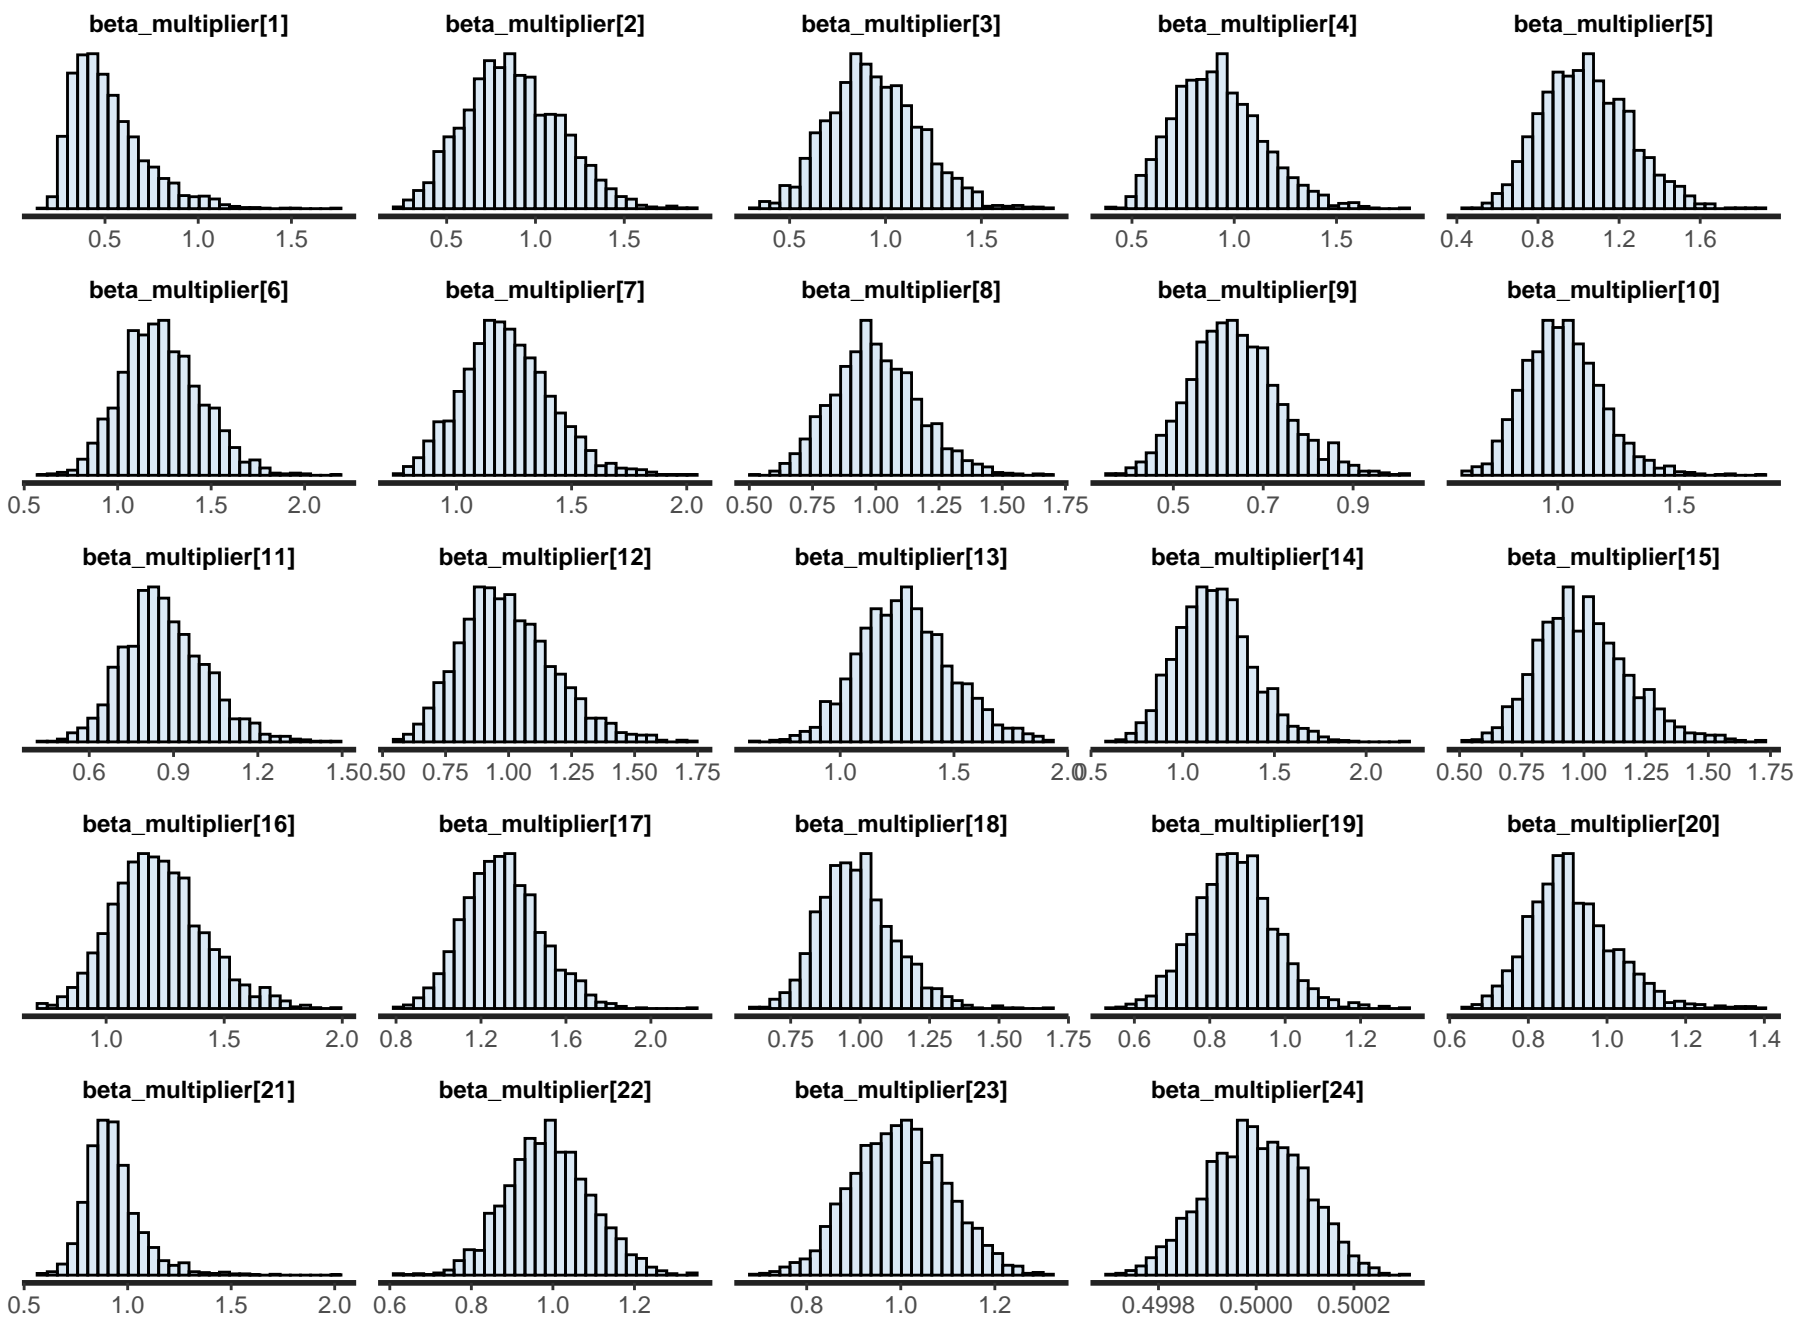 beta_multiplier[1] beta_multiplier[2] beta_multiplier[3] beta_multiplier[4] beta_multiplier[5]
0.5 1.0 1.5 0.5 1.0 1.5 0.5 1.0 1.5 0.5 1.0 1.5 0.4 0.8 1.2 1.6
beta_multiplier[6] beta_multiplier[7] beta_multiplier[8] beta_multiplier[9] beta_multiplier[10]
0.5 1.0 1.5 2.0 1.0 1.5 2.0 0.50 0.75 1.00 1.25 1.50 1.75 0.5 0.7 0.9 1.0 1.5
beta_multiplier[11] beta_multiplier[12] beta_multiplier[13] beta_multiplier[14] beta_multiplier[15]
0.6 0.9 1.2 1.5 0.50 0.75 1.00 1.25 1.50 1.75 1.0 1.5 2.0 0.5 1.0 1.5 2.0 0.50 0.75 1.00 1.25 1.50 1.75
beta_multiplier[16] beta_multiplier[17] beta_multiplier[18] beta_multiplier[19] beta_multiplier[20]
1.0 1.5 2.0 0.8 1.2 1.6 2.0 0.75 1.00 1.25 1.50 1.75 0.6 0.8 1.0 1.2 0.6 0.8 1.0 1.2 1.4
beta_multiplier[21] beta_multiplier[22] beta_multiplier[23] beta_multiplier[24]
0.5 1.0 1.5 2.0 0.6 0.8 1.0 1.2 0.8 1.0 1.2 0.4998 0.5000 0.5002